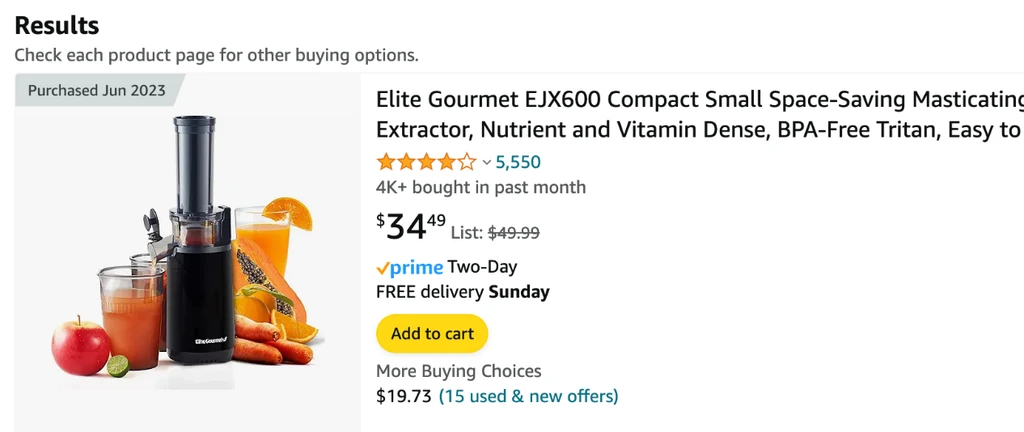 Results
Check each product page for other buying options.
Purchased Jun 2023
Elite Gourmet EJX600 Compact Small Space-Saving Masticating
Extractor, Nutrient and Vitamin Dense, BPA-Free Tritan, Easy to
5,550
4K+ bought in past month
$34.49 List: $49.99
prime Two-Day
FREE delivery Sunday
Add to cart
More Buying Choices
$19.73 (15 used & new offers)
EliteGourmet